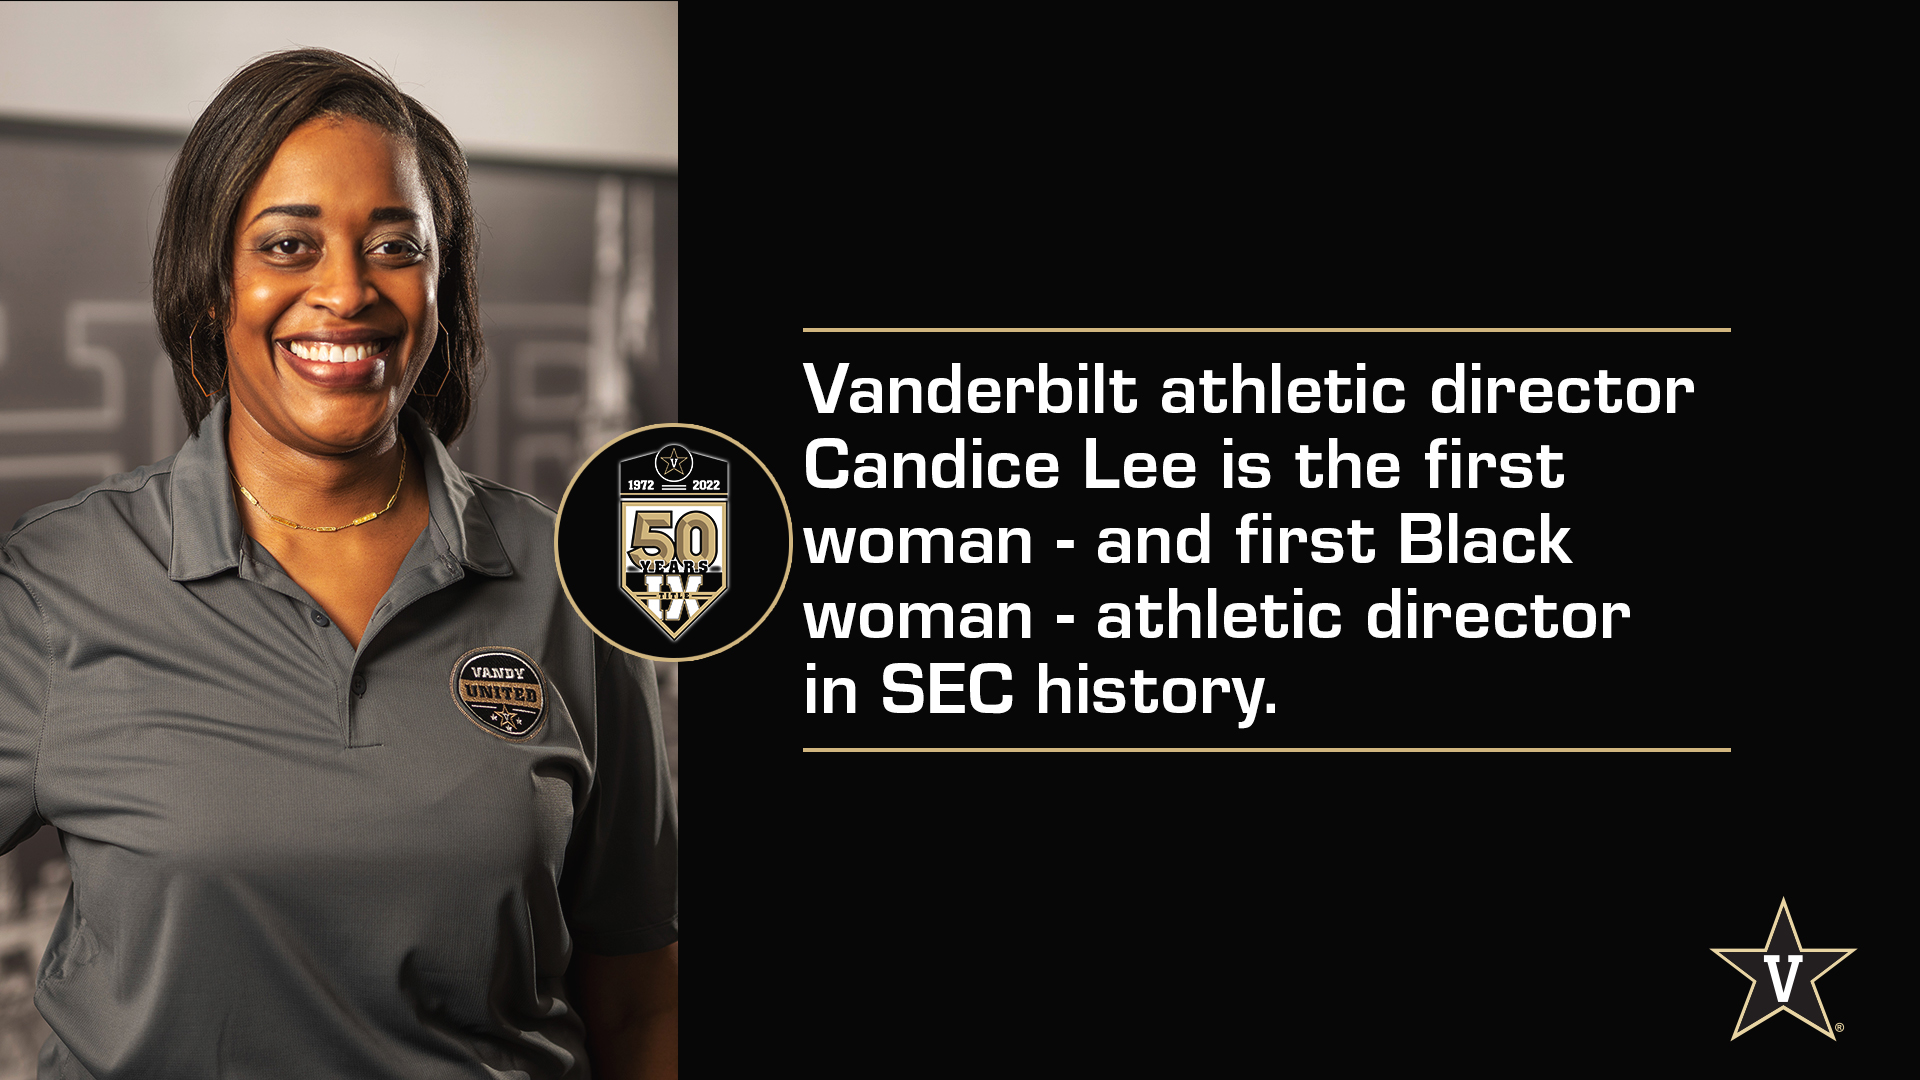 Vanderbilt athletic director
Candice Lee is the first
woman - and first Black
woman - athletic director
in SEC history.
V
1972 2022
50
YEARS
IX
TITLE
VANDY
UNITED
V
V
®